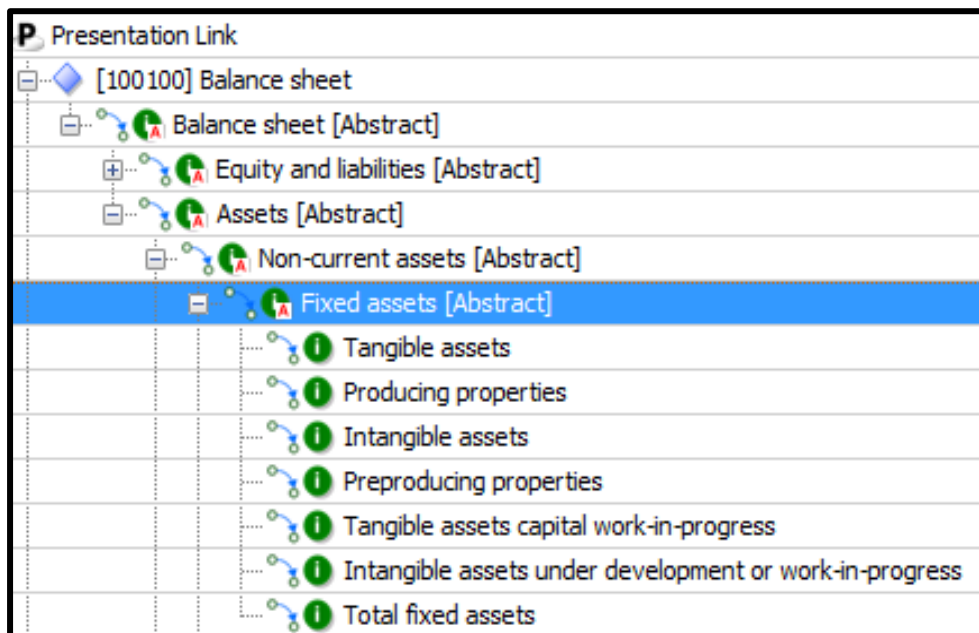 P Presentation Link
[100100] Balance sheet
Balance sheet [Abstract]
Equity and liabilities [Abstract]
Assets [Abstract]
Non-current assets [Abstract]
Fixed assets [Abstract]
Tangible assets
Producing properties
Intangible assets
Preproducing properties
Tangible assets capital work-in-progress
Intangible assets under development or work-in-progress
Total fixed assets